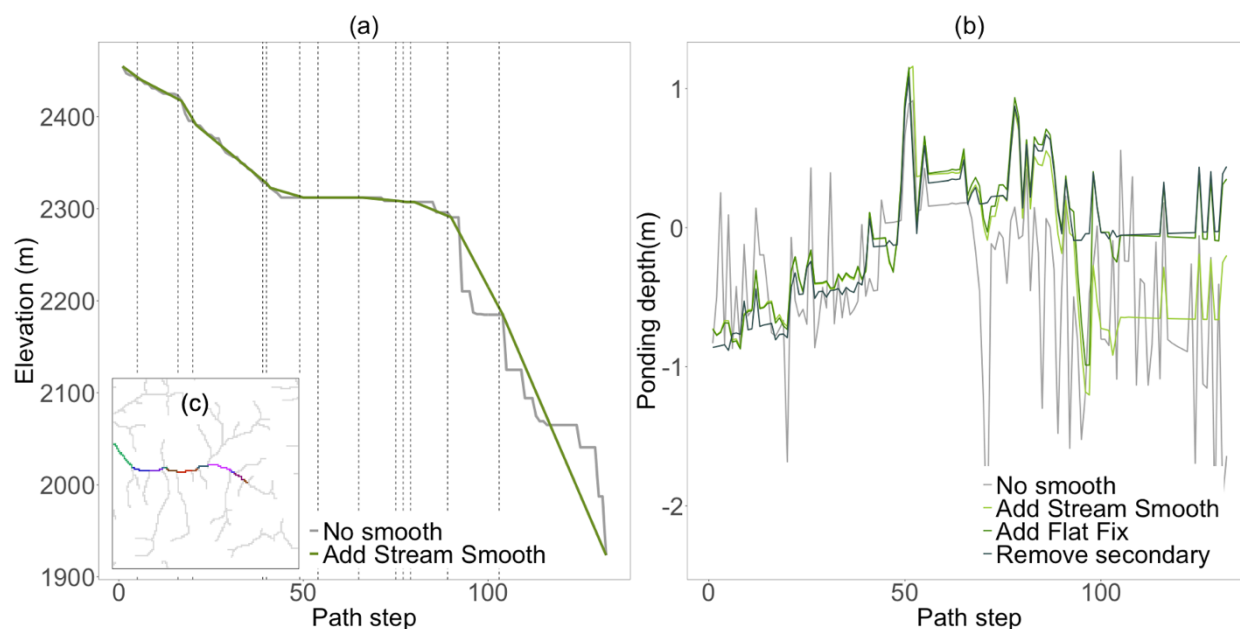 (a)
Elevation (m)
2400
2300
2200
2100
2000
1900
(c)
No smooth
Add Stream Smooth
0
50
100
Path step
(b)
Ponding depth(m)
1
0
-1
-2
No smooth
Add Stream Smooth
Add Flat Fix
Remove secondary
0
50
100
Path step